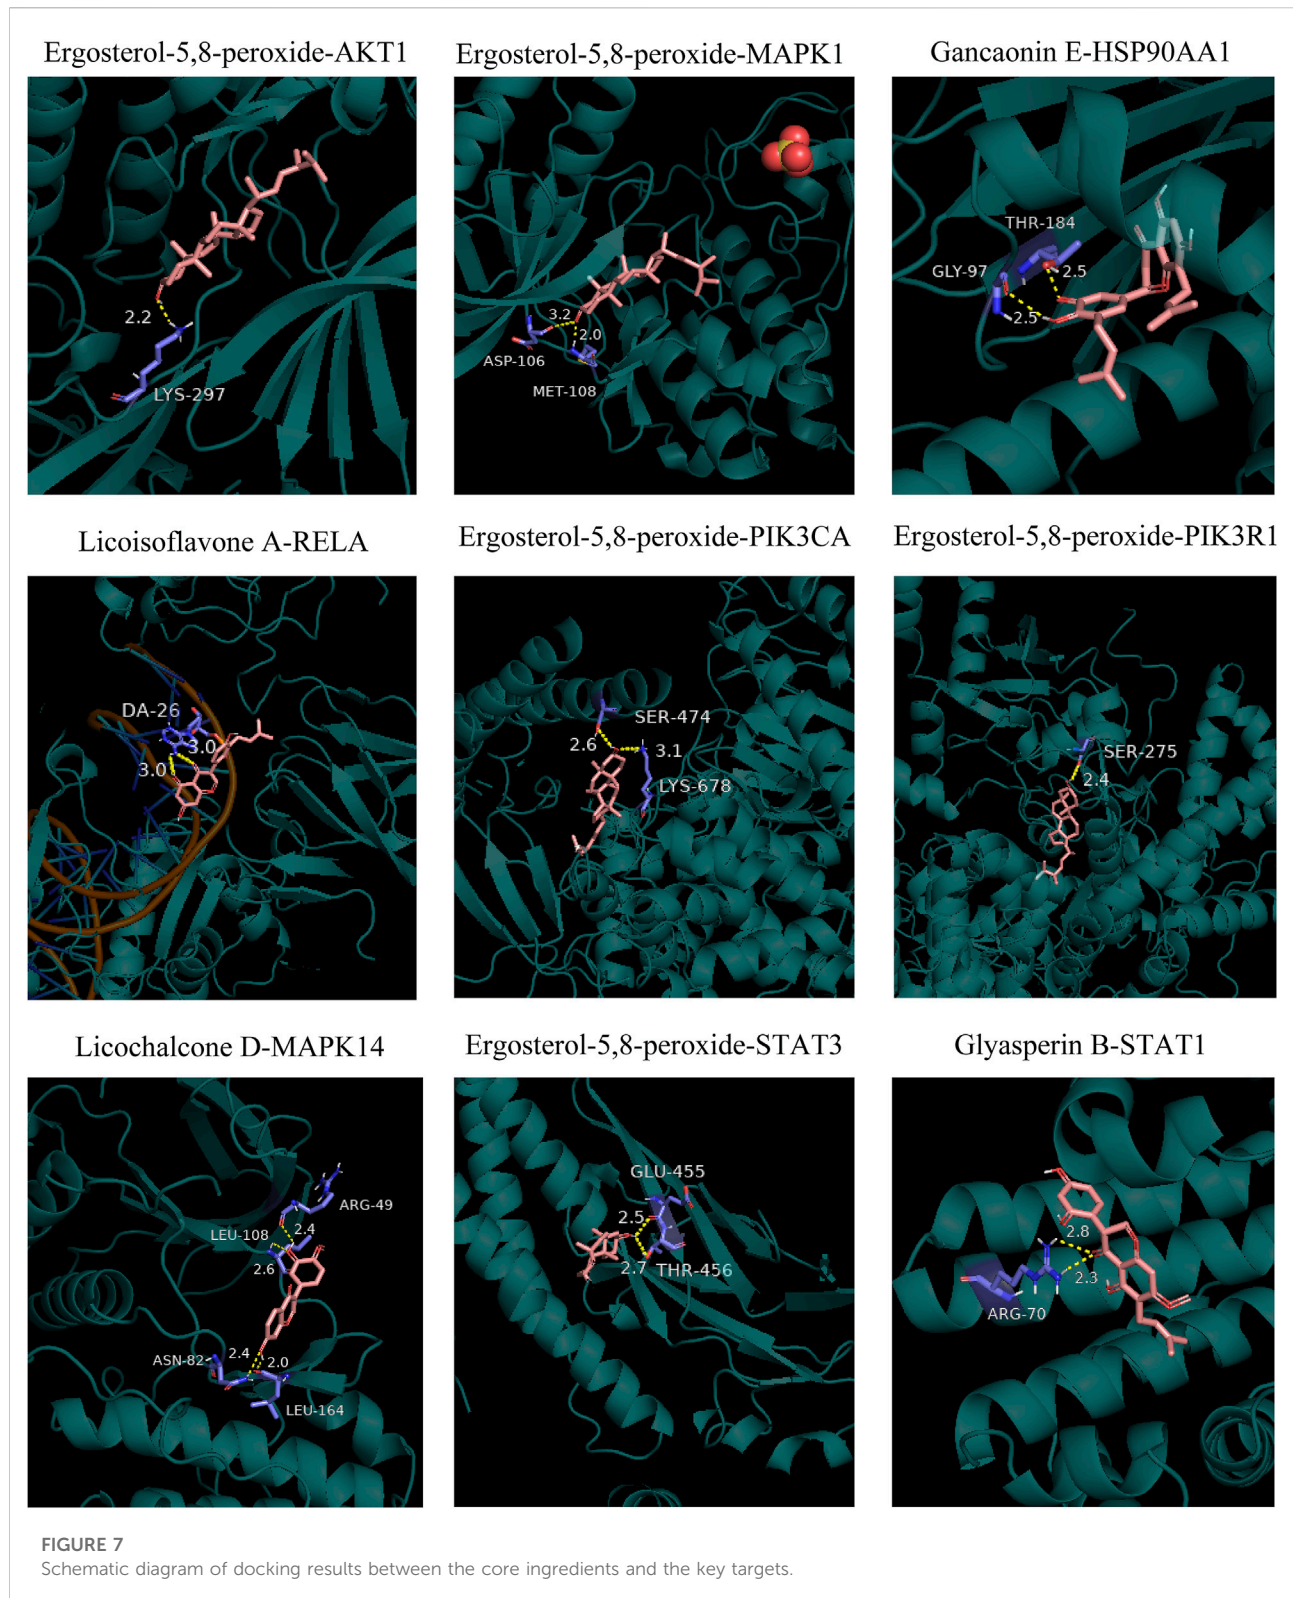 Ergosterol-5,8-peroxide-AKT1
Ergosterol-5,8-peroxide-MAPK1
Gancaonin E-HSP90AA1
2.2
LYS-297
3.2
2.0
ASP-106
MET-108
THR-184
GLY-97
2.5
2.5
Licoisoflavone A-RELA
Ergosterol-5,8-peroxide-PIK3CA
Ergosterol-5,8-peroxide-PIK3R1
DA-26
3.0
3.0
SER-474
2.6
3.1
LYS-678
SER-275
2.4
Licochalcone D-MAPK14
Ergosterol-5,8-peroxide-STAT3
Glyasperin B-STAT1
ARG-49
LEU-108
2.4
2.6
ASN-82
2.4
2.0
LEU-164
GLU-455
2.5
2.7
THR-456
2.8
2.3
ARG-70
FIGURE 7
Schematic diagram of docking results between the core ingredients and the key targets.